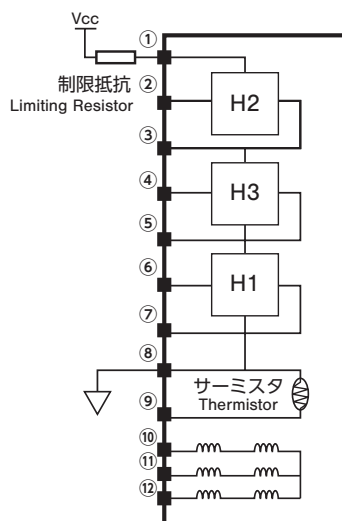 Vcc
①
制限抵抗
Limiting Resistor
②
H2
③
④
H3
⑤
⑥
H1
⑦
⑧
サーミスタ
Thermistor
⑨
⑩
⑪
⑫